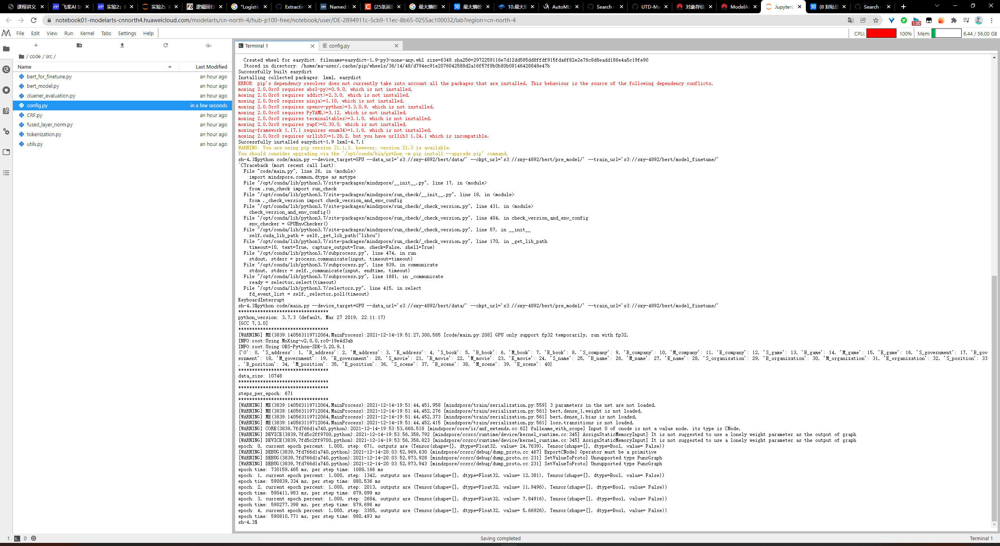 课程讲义
飞桨AI St
实验2：命
实验2：命
逻辑回归
"Logistic
Extractin
Named E
(25条消息
最大熵模
最大熵模
10.最大熵
AutoML
Search ·
UTD-Ma
对象存储
ModelAr
JupyterL
(8 封私信
Search ·
notebook01-modelarts-cnnorth4.huaweicloud.com/modelarts/cn-north-4/hub-p100-free/notebook/user/DE-2894911c-5cb9-11ec-8b65-0255ac100032/lab?region=cn-north-4
1.00
File Edit View Run Kernel Tabs Settings Help
CPU: 100% Mem: 6.44 / 56.00 GB
/ code / src /
Name Last Modified
bert_for_finetune.py an hour ago
bert_model.py an hour ago
cluener_evaluation.py an hour ago
config.py in a few seconds
CRF.py an hour ago
fused_layer_norm.py an hour ago
tokenization.py an hour ago
utils.py an hour ago
Terminal 1
config.py
Created wheel for easydict: filename=easydict-1.9-py3-none-any.whl size=6348 sha256=2972259116e7d12dd585dd8ffdf915fda6f82e2e76c8d8eadd186e4a5c19fe90
Stored in directory: /home/ma-user/.cache/pip/wheels/36/14/48/d794ec91e2076042588d2a16f57f8b0b80b08146428848e47b
Successfully built easydict
Installing collected packages: lxml, easydict
ERROR: pip's dependency resolver does not currently take into account all the packages that are installed. This behaviour is the source of the following dependency conflicts.
moxing 2.0.0rc0 requires absl-py>=0.9.0, which is not installed.
moxing 2.0.0rc0 requires addict>=2.3.0, which is not installed.
moxing 2.0.0rc0 requires ninja>=1.10, which is not installed.
moxing 2.0.0rc0 requires opencv-python>=3.3.0.9, which is not installed.
moxing 2.0.0rc0 requires PyYAML>=3.12, which is not installed.
moxing 2.0.0rc0 requires terminaltables>=3.1.0, which is not installed.
moxing 2.0.0rc0 requires yapf>=0.30.0, which is not installed.
moxing-framework 1.17.1 requires enum34>=1.1.6, which is not installed.
moxing 2.0.0rc0 requires urllib3>=1.26.2, but you have urllib3 1.24.1 which is incompatible.
Successfully installed easydict-1.9 lxml-4.7.1
WARNING: You are using pip version 21.1.3; however, version 21.3 is available.
You should consider upgrading via the '/opt/conda/bin/python -m pip install --upgrade pip' command.
sh-4.3$python code/main.py --device_target=GPU --data_url='s3://sxy-4892/bert/data/' --ckpt_url='s3://sxy-4892/bert/pre_model/' --train_url='s3://sxy-4892/bert/model_finetune/'
^CTraceback (most recent call last):
File "code/main.py", line 26, in <module>
import mindspore.common.dtype as mstype
File "/opt/conda/lib/python3.7/site-packages/mindspore/__init__.py", line 17, in <module>
from .run_check import run_check
File "/opt/conda/lib/python3.7/site-packages/mindspore/run_check/__init__.py", line 18, in <module>
from ._check_version import check_version_and_env_config
File "/opt/conda/lib/python3.7/site-packages/mindspore/run_check/_check_version.py", line 431, in <module>
check_version_and_env_config()
File "/opt/conda/lib/python3.7/site-packages/mindspore/run_check/_check_version.py", line 404, in check_version_and_env_config
env_checker = GPUEnvChecker()
File "/opt/conda/lib/python3.7/site-packages/mindspore/run_check/_check_version.py", line 57, in __init__
self.cuda_lib_path = self._get_lib_path("libcu")
File "/opt/conda/lib/python3.7/site-packages/mindspore/run_check/_check_version.py", line 170, in _get_lib_path
timeout=10, text=True, capture_output=True, check=False, shell=True)
File "/opt/conda/lib/python3.7/subprocess.py", line 474, in run
stdout, stderr = process.communicate(input, timeout=timeout)
File "/opt/conda/lib/python3.7/subprocess.py", line 939, in communicate
stdout, stderr = self._communicate(input, endtime, timeout)
File "/opt/conda/lib/python3.7/subprocess.py", line 1681, in _communicate
ready = selector.select(timeout)
File "/opt/conda/lib/python3.7/selectors.py", line 415, in select
fd_event_list = self._selector.poll(timeout)
KeyboardInterrupt
sh-4.3$python code/main.py --device_target=GPU --data_url='s3://sxy-4892/bert/data/' --ckpt_url='s3://sxy-4892/bert/pre_model/' --train_url='s3://sxy-4892/bert/model_finetune/'
*********************************
python_version: 3.7.3 (default, Mar 27 2019, 22:11:17)
[GCC 7.3.0]
*********************************
[WARNING] ME(3839:140563119712064,MainProcess):2021-12-14-19:51:27.300.585 [code/main.py:208] GPU only support fp32 temporarily, run with fp32.
INFO:root:Using MoXing-v2.0.0.rc0-19e4d3ab
INFO:root:Using OBS-Python-SDK-3.20.9.1
{'O': 0, 'S_address': 1, 'B_address': 2, 'M_address': 3, 'E_address': 4, 'S_book': 5, 'B_book': 6, 'M_book': 7, 'E_book': 8, 'S_company': 9, 'B_company': 10, 'M_company': 11, 'E_company': 12, 'S_game': 13, 'B_game': 14, 'M_game': 15, 'E_game': 16, 'S_government': 17, 'B_gov
ernment': 18, 'M_government': 19, 'E_government': 20, 'S_movie': 21, 'B_movie': 22, 'M_movie': 23, 'E_movie': 24, 'S_name': 25, 'B_name': 26, 'M_name': 27, 'E_name': 28, 'S_organization': 29, 'B_organization': 30, 'M_organization': 31, 'E_organization': 32, 'S_position': 33
, 'B_position': 34, 'M_position': 35, 'E_position': 36, 'S_scene': 37, 'B_scene': 38, 'M_scene': 39, 'E_scene': 40}
*********************************
data_size: 10748
*********************************
*********************************
steps_per_epoch: 671
*********************************
[WARNING] ME(3839:140563119712064,MainProcess):2021-12-14-19:51:44.451.958 [mindspore/train/serialization.py:559] 3 parameters in the net are not loaded.
[WARNING] ME(3839:140563119712064,MainProcess):2021-12-14-19:51:44.452.276 [mindspore/train/serialization.py:561] bert.dense_1.weight is not loaded.
[WARNING] ME(3839:140563119712064,MainProcess):2021-12-14-19:51:44.452.373 [mindspore/train/serialization.py:561] bert.dense_1.bias is not loaded.
[WARNING] ME(3839:140563119712064,MainProcess):2021-12-14-19:51:44.452.415 [mindspore/train/serialization.py:561] loss.transitions is not loaded.
[WARNING] CORE(3839,7fd766d1a740,python):2021-12-14-19:53:53.660.518 [mindspore/core/ir/anf_extends.cc:62] fullname_with_scope] Input 0 of cnode is not a value node, its type is CNode.
[WARNING] DEVICE(3839,7fd5c2ff9700,python):2021-12-14-19:53:56.358.792 [mindspore/ccsrc/runtime/device/kernel_runtime.cc:345] AssignStaticMemoryInput] It is not suggested to use a lonely weight parameter as the output of graph
[WARNING] DEVICE(3839,7fd5c2ff9700,python):2021-12-14-19:53:56.358.823 [mindspore/ccsrc/runtime/device/kernel_runtime.cc:345] AssignStaticMemoryInput] It is not suggested to use a lonely weight parameter as the output of graph
epoch: 0, current epoch percent: 1.000, step: 671, outputs are (Tensor(shape=[], dtype=Float32, value= 24.7639), Tensor(shape=[], dtype=Bool, value= False))
[WARNING] DEBUG(3839,7fd766d1a740,python):2021-12-14-20:03:52.969.630 [mindspore/ccsrc/debug/dump_proto.cc:467] ExportCNode] Operator must be a primitive
[WARNING] DEBUG(3839,7fd766d1a740,python):2021-12-14-20:03:52.973.928 [mindspore/ccsrc/debug/dump_proto.cc:231] SetValueToProto] Unsupported type FuncGraph
[WARNING] DEBUG(3839,7fd766d1a740,python):2021-12-14-20:03:52.973.943 [mindspore/ccsrc/debug/dump_proto.cc:231] SetValueToProto] Unsupported type FuncGraph
epoch time: 730159.465 ms, per step time: 1088.166 ms
epoch: 1, current epoch percent: 1.000, step: 1342, outputs are (Tensor(shape=[], dtype=Float32, value= 12.381), Tensor(shape=[], dtype=Bool, value= False))
epoch time: 590839.334 ms, per step time: 880.536 ms
epoch: 2, current epoch percent: 1.000, step: 2013, outputs are (Tensor(shape=[], dtype=Float32, value= 11.9496), Tensor(shape=[], dtype=Bool, value= False))
epoch time: 590411.983 ms, per step time: 879.899 ms
epoch: 3, current epoch percent: 1.000, step: 2684, outputs are (Tensor(shape=[], dtype=Float32, value= 7.84916), Tensor(shape=[], dtype=Bool, value= False))
epoch time: 590277.398 ms, per step time: 879.698 ms
epoch: 4, current epoch percent: 1.000, step: 3355, outputs are (Tensor(shape=[], dtype=Float32, value= 5.66926), Tensor(shape=[], dtype=Bool, value= False))
epoch time: 590810.771 ms, per step time: 880.493 ms
sh-4.3$
1 0 Saving completed Terminal 1